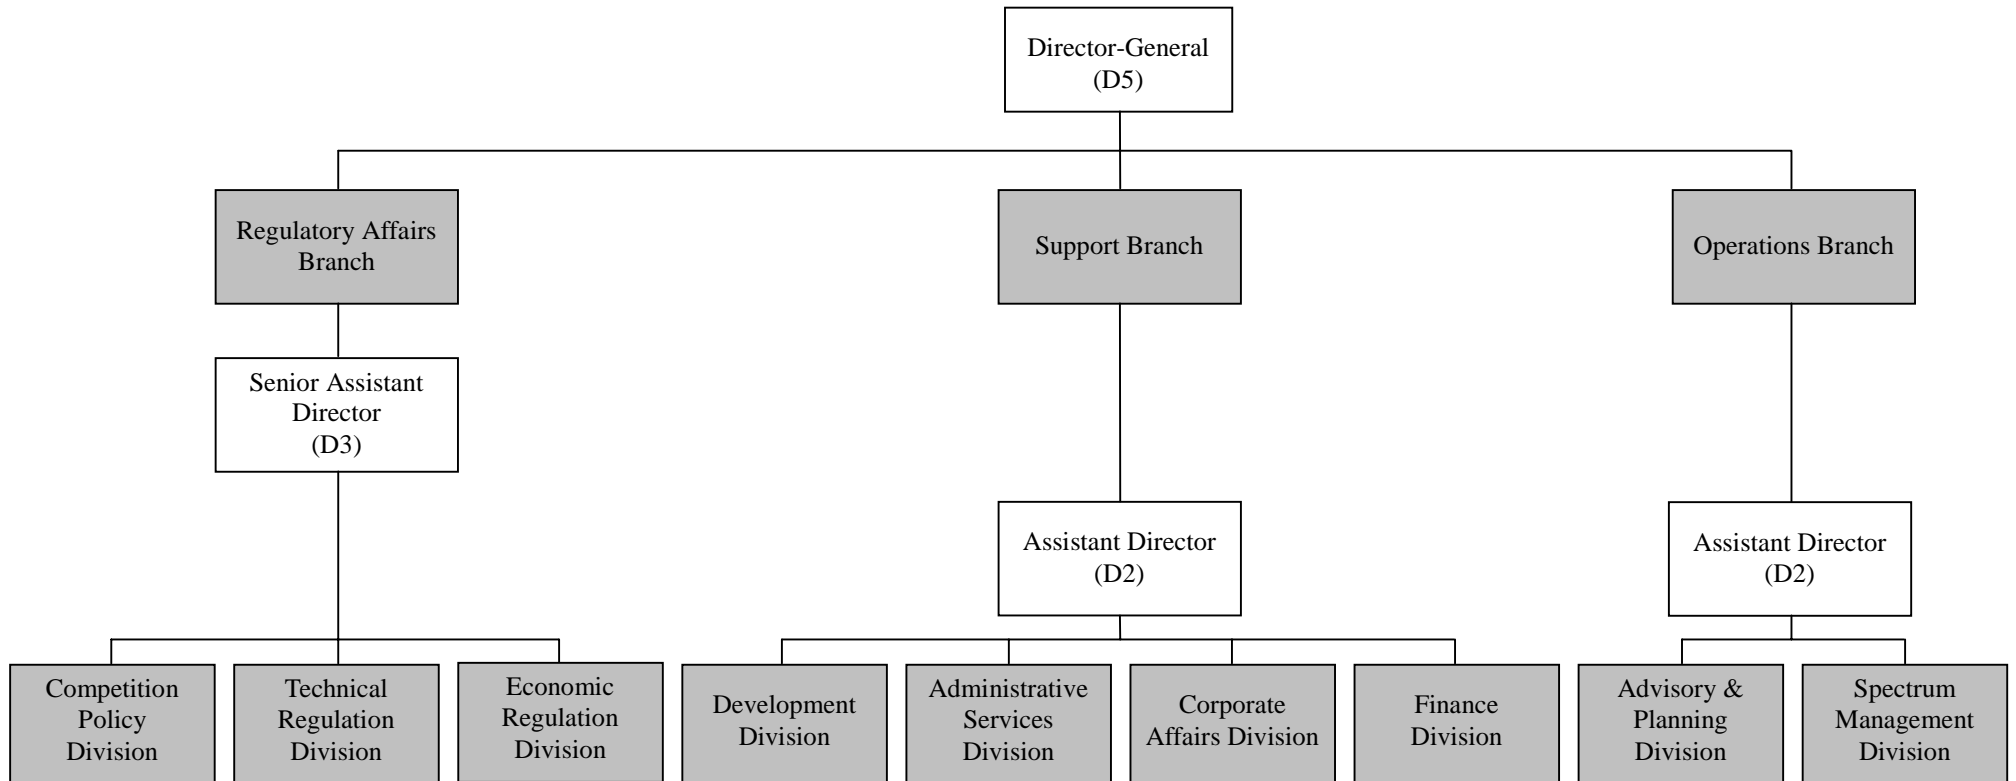 Director-General
(D5)
Regulatory Affairs
Branch
Support Branch
Operations Branch
Senior Assistant
Director
(D3)
Assistant Director
(D2)
Assistant Director
(D2)
Competition
Policy
Division
Technical
Regulation
Division
Economic
Regulation
Division
Development
Division
Administrative
Services
Division
Corporate
Affairs Division
Finance
Division
Advisory &
Planning
Division
Spectrum
Management
Division